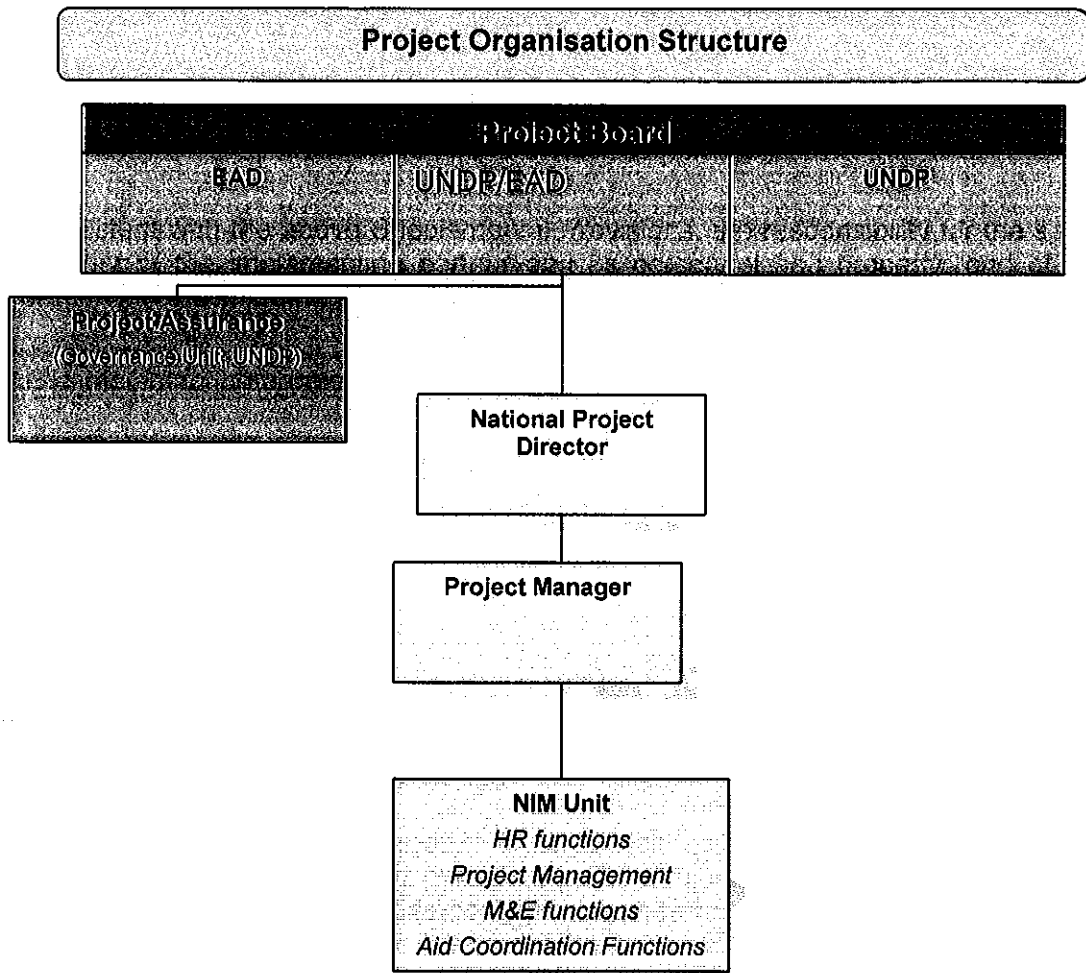 Project Organisation Structure
Project Board
EAD
UNDP/EAD
UNDP
Project Assurance
(Governance Unit, UNDP)
National Project
Director
Project Manager
NIM Unit
HR functions
Project Management
M&E functions
Aid Coordination Functions